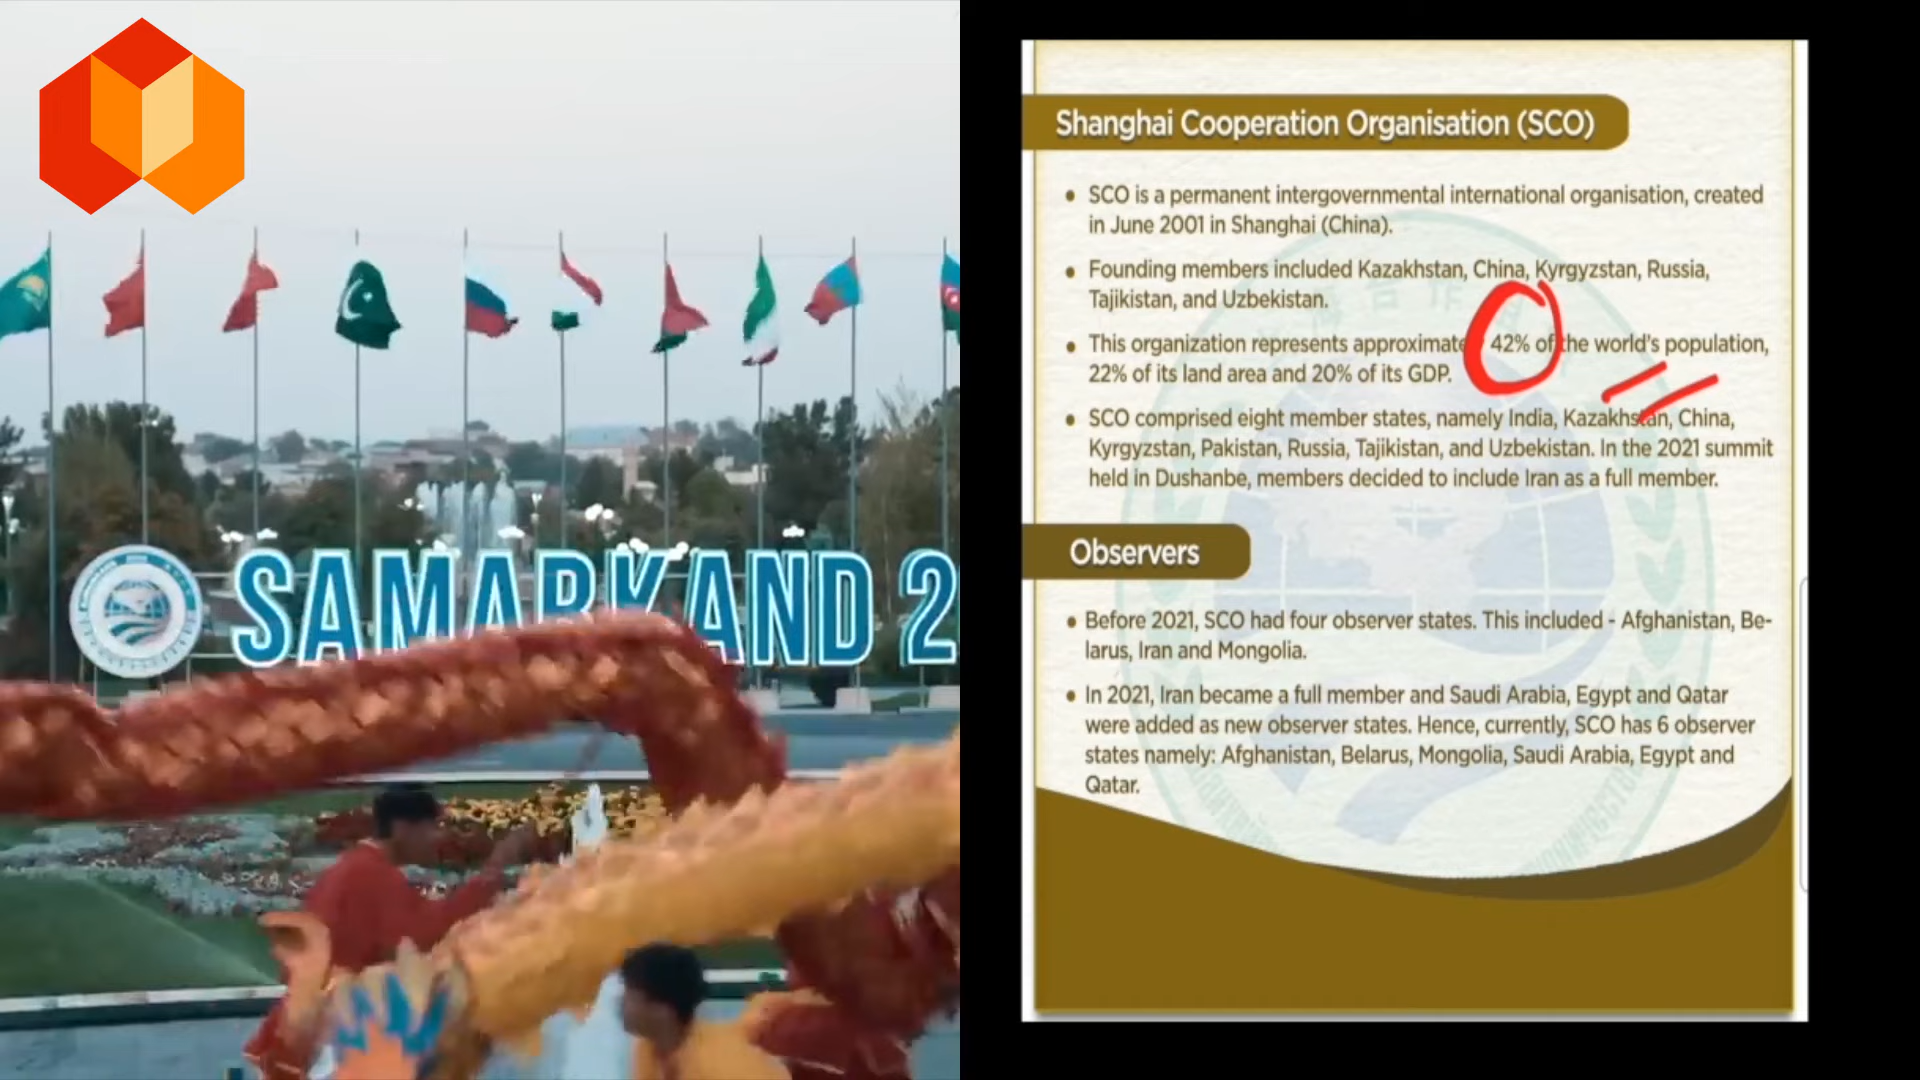 SAMARKAND 2
Shanghai Cooperation Organisation (SCO)
• SCO is a permanent intergovernmental international organisation, created
in June 2001 in Shanghai (China).
• Founding members included Kazakhstan, China, Kyrgyzstan, Russia,
Tajikistan, and Uzbekistan.
• This organization represents approximate 42% of the world's population,
22% of its land area and 20% of its GDP.
• SCO comprised eight member states, namely India, Kazakhstan, China,
Kyrgyzstan, Pakistan, Russia, Tajikistan, and Uzbekistan. In the 2021 summit
held in Dushanbe, members decided to include Iran as a full member.
Observers
• Before 2021, SCO had four observer states. This included - Afghanistan, Be-
larus, Iran and Mongolia.
• In 2021, Iran became a full member and Saudi Arabia, Egypt and Qatar
were added as new observer states. Hence, currently, SCO has 6 observer
states namely: Afghanistan, Belarus, Mongolia, Saudi Arabia, Egypt and
Qatar.